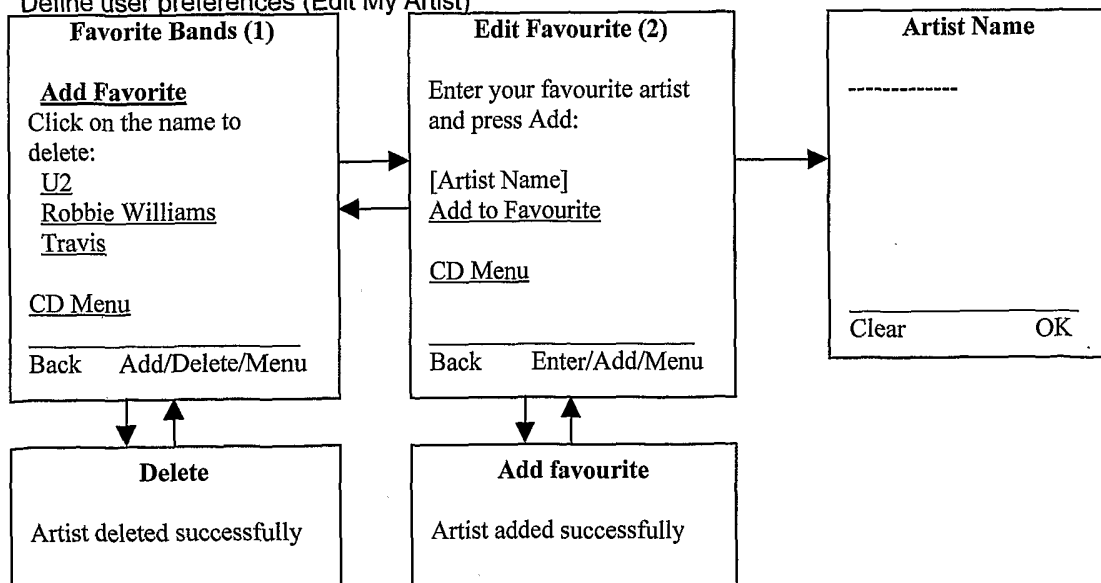 Define user preferences (Edit My Artist)
Favorite Bands (1)
Add Favorite
Click on the name to
delete:
U2
Robbie Williams
Travis
CD Menu
Back Add/Delete/Menu
Edit Favourite (2)
Enter your favourite artist
and press Add:
[Artist Name]
Add to Favourite
CD Menu
Back Enter/Add/Menu
Artist Name
-------------
Clear OK
Delete
Artist deleted successfully
Add favourite
Artist added successfully